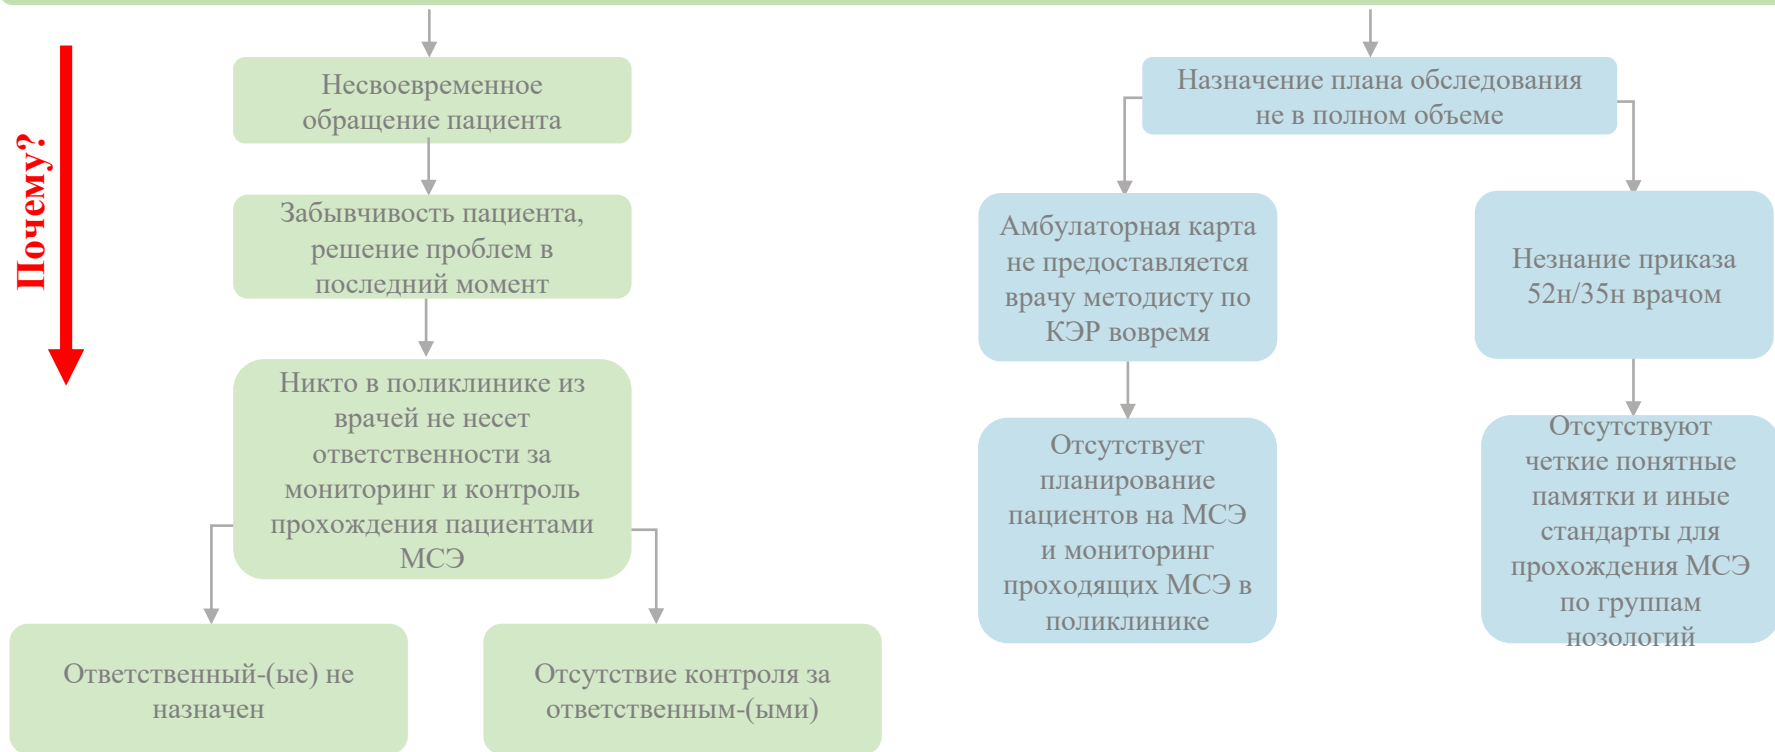 Почему?
Несвоевременное
обращение пациента
Забывчивость пациента,
решение проблем в
последний момент
Никто в поликлинике из
врачей не несет
ответственности за
мониторинг и контроль
прохождения пациентами
МСЭ
Ответственный-(ые) не
назначен
Отсутствие контроля за
ответственным-(ыми)
Назначение плана обследования
не в полном объеме
Амбулаторная карта
не предоставляется
врачу методисту по
КЭР вовремя
Незнание приказа
52н/35н врачом
Отсутствует
планирование
пациентов на МСЭ
и мониторинг
проходящих МСЭ в
поликлинике
Отсутствуют
четкие понятные
памятки и иные
стандарты для
прохождения МСЭ
по группам
нозологий